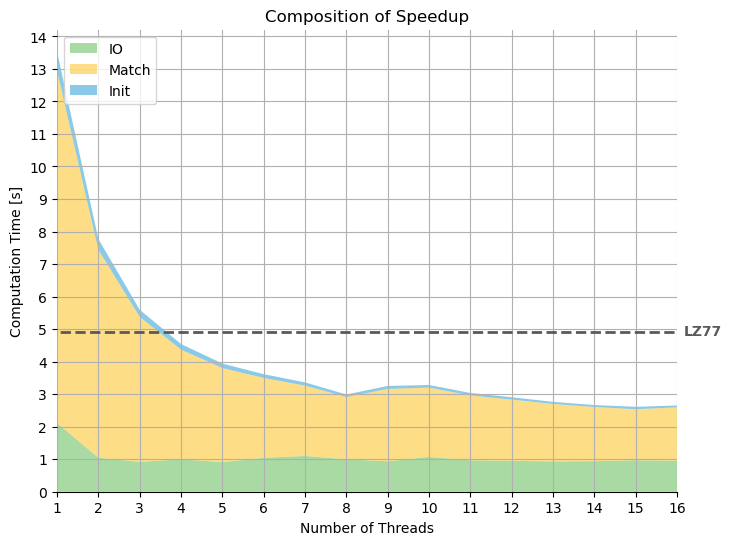 Composition of Speedup
IO
Match
Init
14
13
12
11
10
9
8
7
6
5
4
3
2
1
0
Computation Time [s]
LZ77
1 2 3 4 5 6 7 8 9 10 11 12 13 14 15 16
Number of Threads